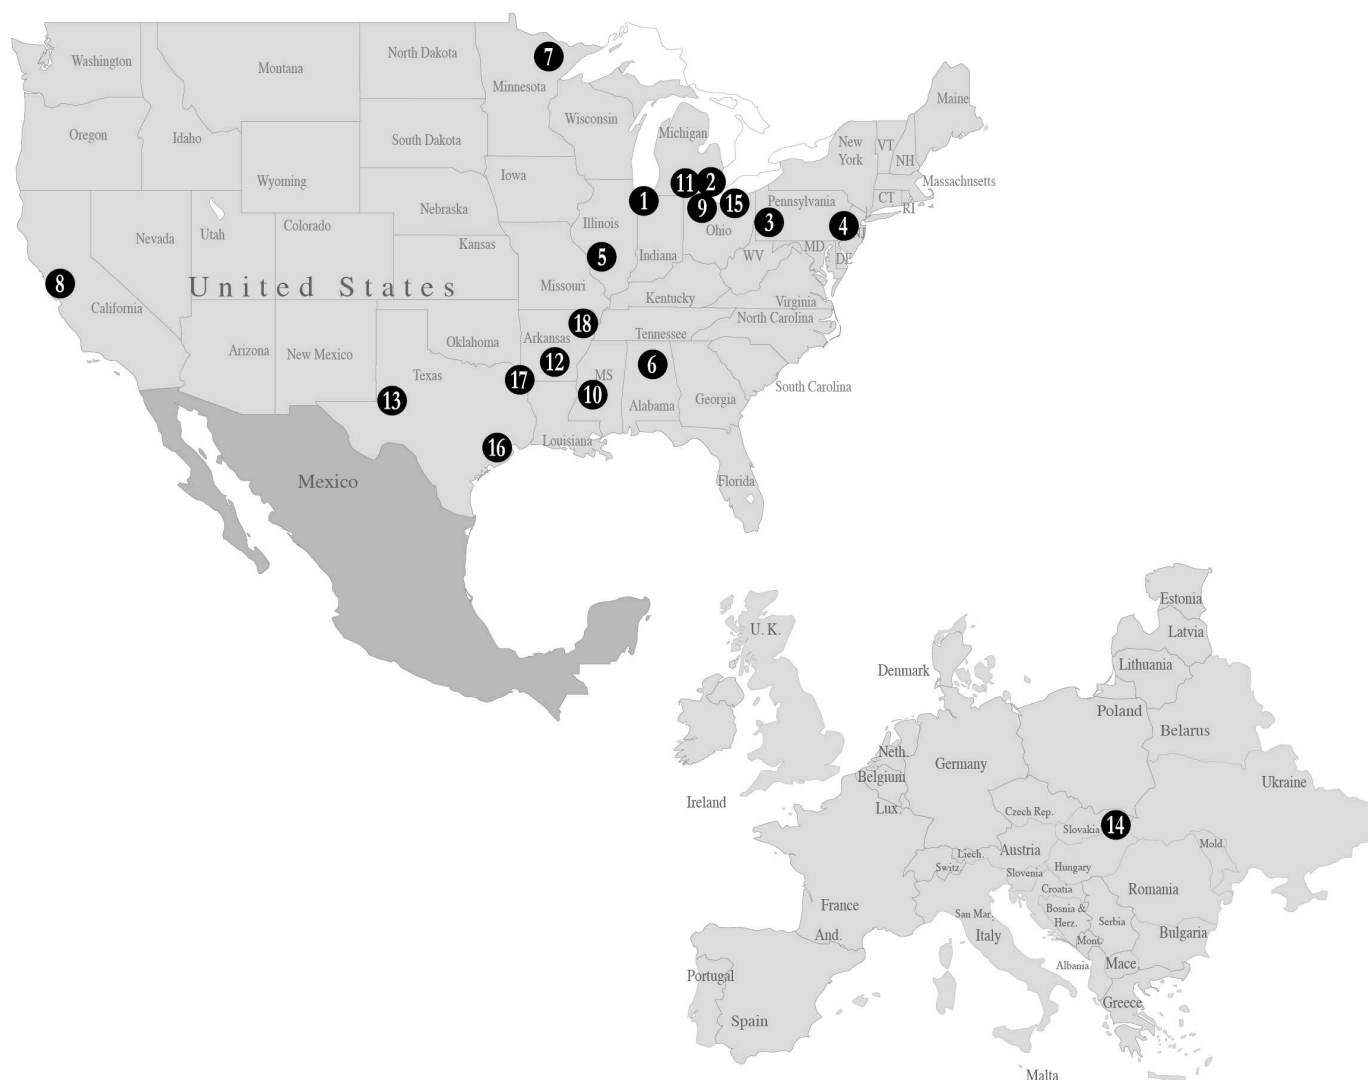 7
Washington
North Dakota
Montana
Minnesota
Maine
Wisconsin
Michigan
Oregon
Idaho
South Dakota
New
York
VT
NH
Wyoming
Iowa
11
2
Massachusetts
1
9
15
Pennsylvania
CT
RI
Nebraska
Illinois
Ohio
3
4
J
Nevada
Utah
Colorado
Kansas
Indiana
WV
MD
DE
5
8
United States
Missouri
California
Kentucky
Virginia
North Carolina
18
Arkansas
Tennessee
Oklahoma
Arizona
New Mexico
12
6
Texas
17
MS
South Carolina
13
10
Alabama
Georgia
16
Louisiana
Mexico
Florida
Estonia
U. K.
Latvia
Denmark
Lithuania
Poland
Belarus
Neth.
Germany
Belgium
Ukraine
Ireland
Lux.
Czech Rep.
Slovakia
14
Austria
Liech.
Mold.
Switz.
Slovenia
Hungary
Croatia
Romania
France
San Mar.
Bosnia &
Herz.
Serbia
And.
Italy
Mont.
Bulgaria
Albania
Mace.
Portugal
Greece
Spain
Malta